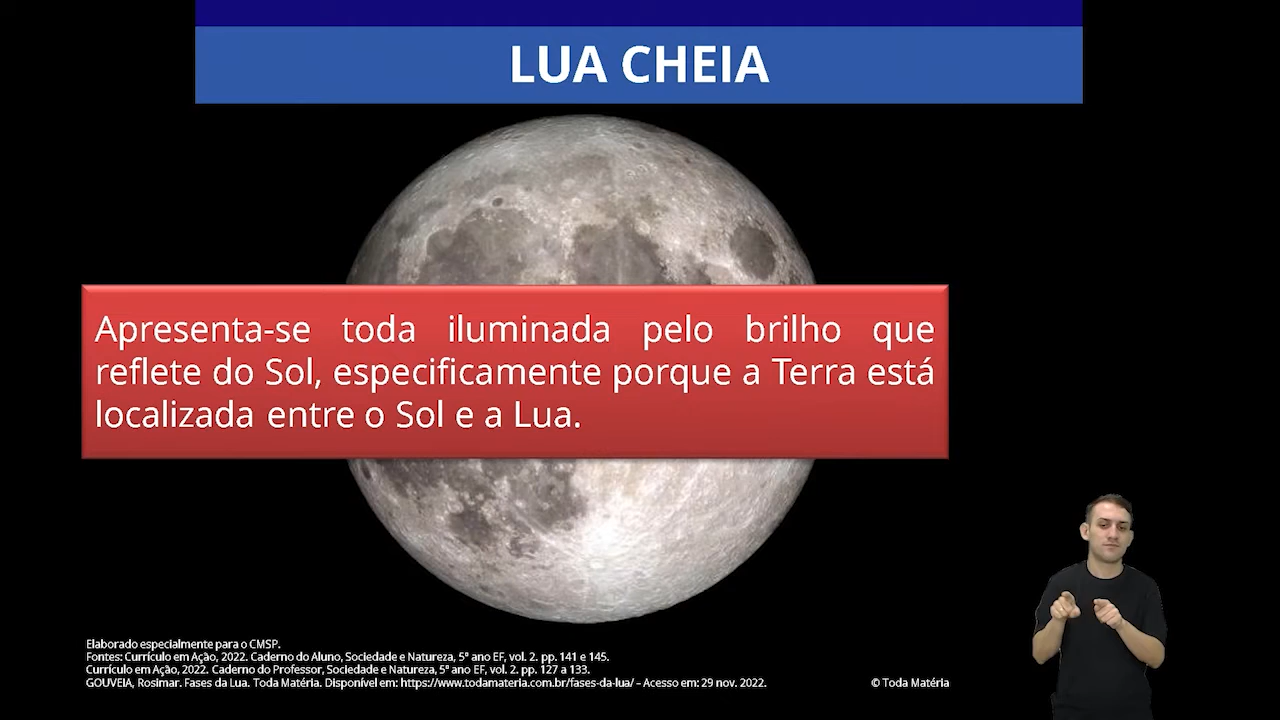 LUA CHEIA
Apresenta-se toda iluminada pelo brilho que
reflete do Sol, especificamente porque a Terra está
localizada entre o Sol e a Lua.
Elaborado especialmente para o CMSP.
Fontes: Currículo em Ação, 2022. Caderno do Aluno, Sociedade e Natureza, 5º ano EF, vol. 2. pp. 141 e 145.
Currículo em Ação, 2022. Caderno do Professor, Sociedade e Natureza, 5º ano EF, vol. 2. pp. 127 a 133.
GOUVEIA, Rosimar. Fases da Lua. Toda Matéria. Disponível em: https://www.todamateria.com.br/fases-da-lua/ – Acesso em: 29 nov. 2022.
© Toda Matéria